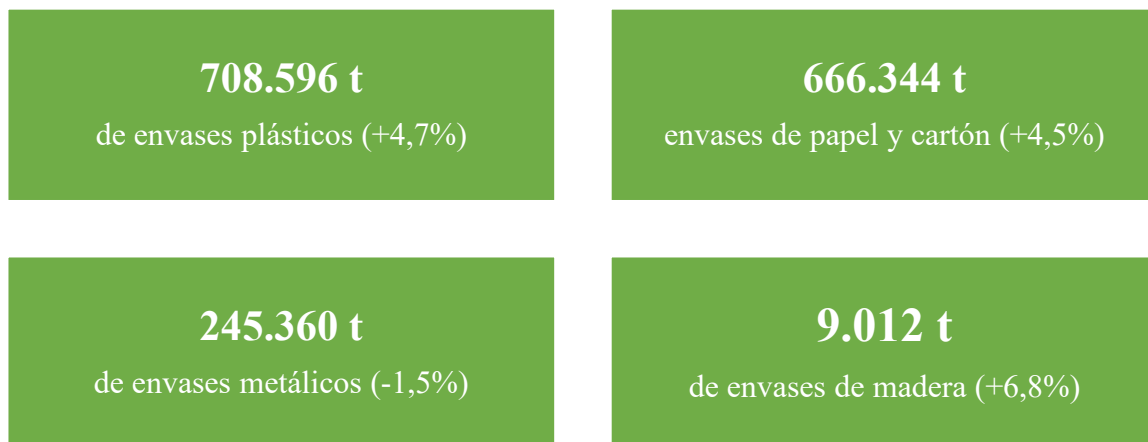 708.596 t
de envases plásticos (+4,7%)
666.344 t
envases de papel y cartón (+4,5%)
245.360 t
de envases metálicos (-1,5%)
9.012 t
de envases de madera (+6,8%)